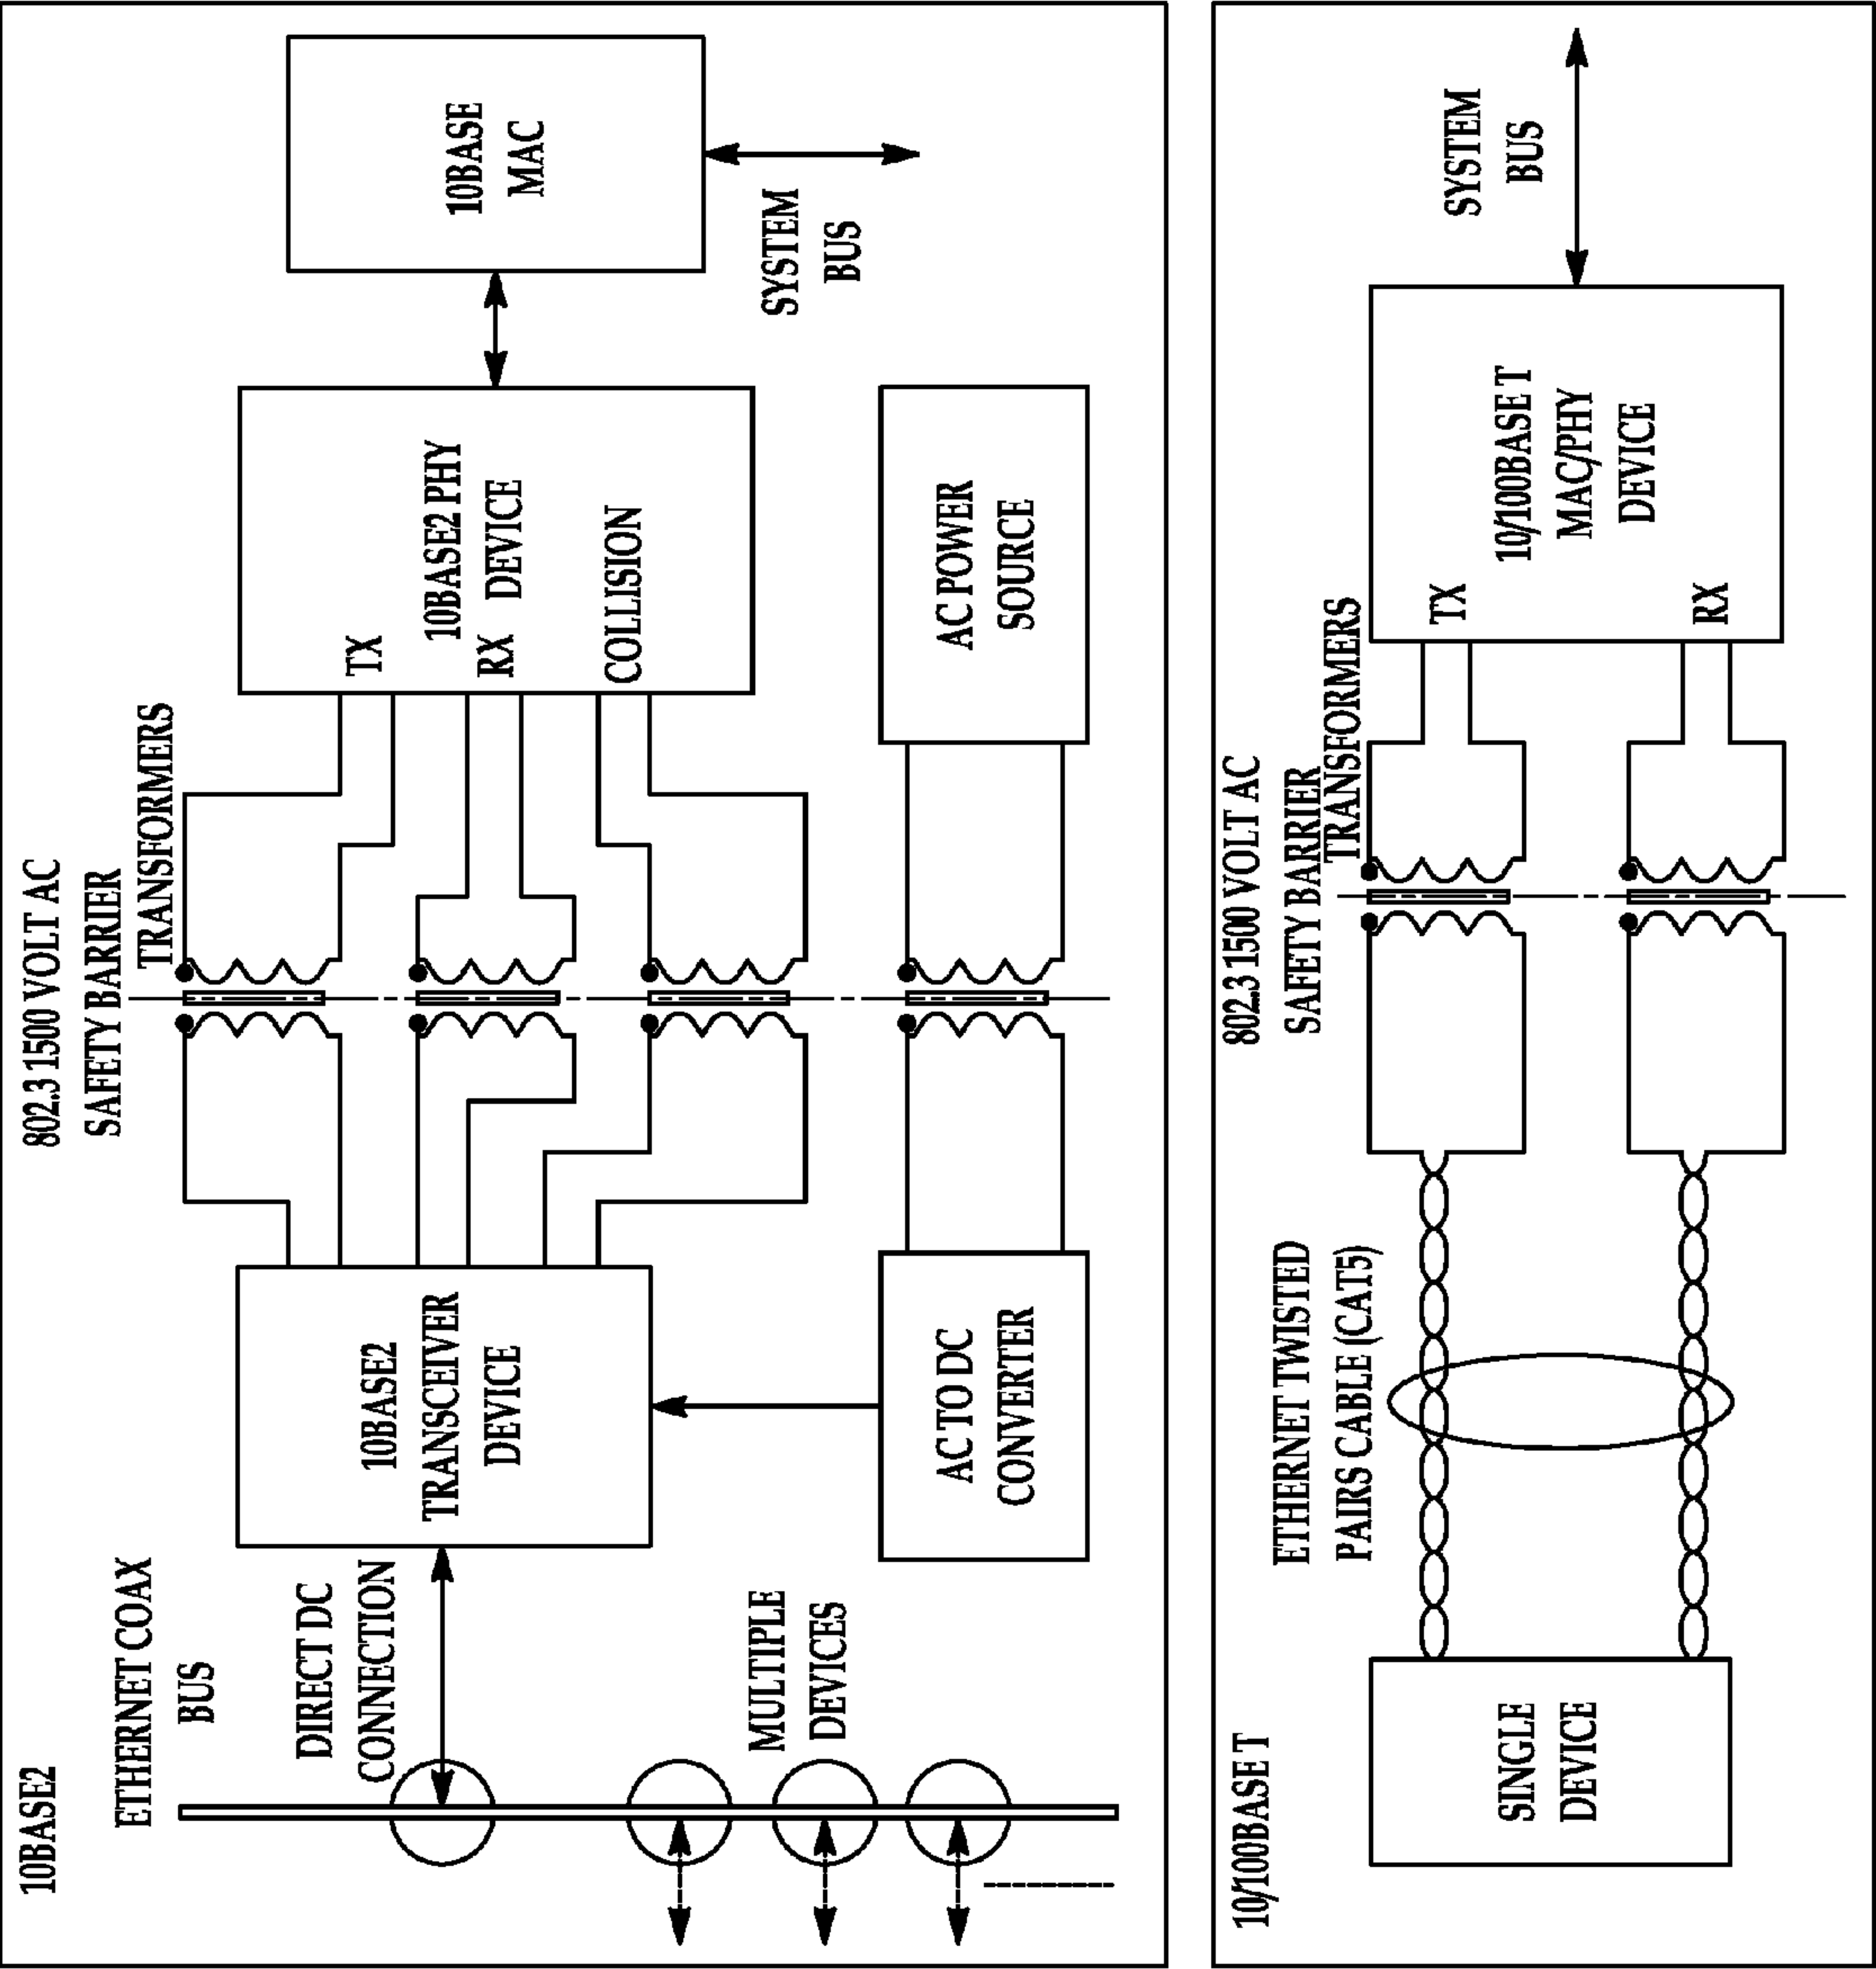 10BASE2
ETHERNET COAX
BUS
DIRECT DC
CONNECTION
MULTIPLE
DEVICES
10BASE2
TRANSCEIVER
DEVICE
AC TO DC
CONVERTER
802.3 1500 VOLT AC
SAFETY BARRIER
TRANSFORMERS
TX
10BASE2 PHY
RX
DEVICE
COLLISION
AC POWER
SOURCE
10BASE
MAC
SYSTEM
BUS
10/100BASE T
SINGLE
DEVICE
ETHERNET TWISTED
PAIRS CABLE (CAT5)
802.3 1500 VOLT AC
SAFETY BARRIER
TRANSFORMERS
TX
RX
10/100BASE T
MAC/PHY
DEVICE
SYSTEM
BUS